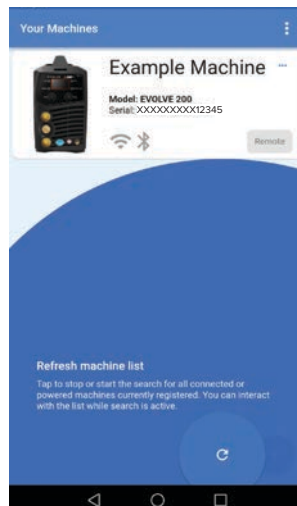 Your Machines
Example Machine
Model: EVOLVE 200
Serial: XXXXXXXXX12345
Remote
Refresh machine list
Tap to stop or start the search for all connected or
powered machines currently registered. You can interact
with the list while search is active.